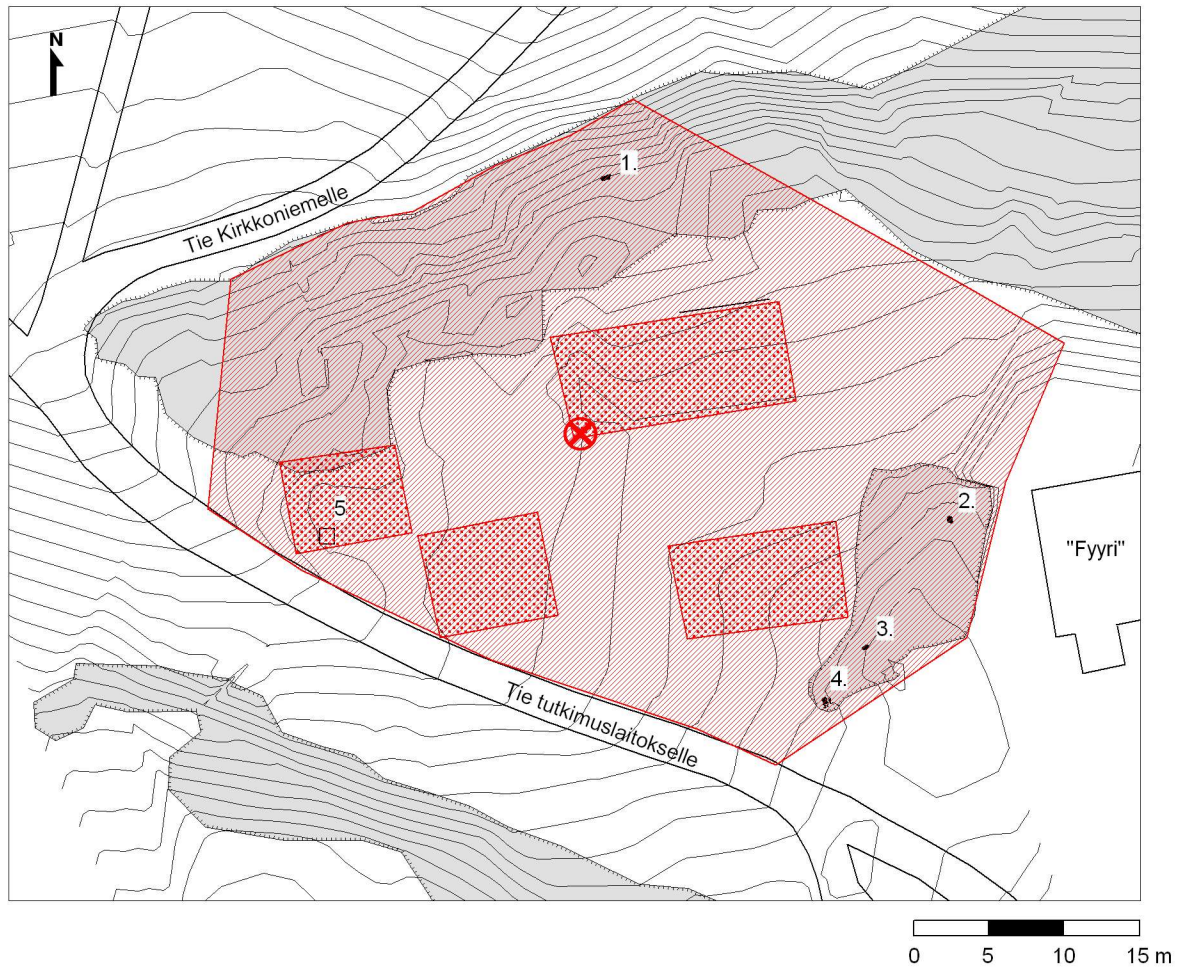 N
1.
Tie Kirkkoniemelle
5
2.
"Fyyri"
3.
4.
Tie tutkimuslaitokselle
0 5 10 15 m